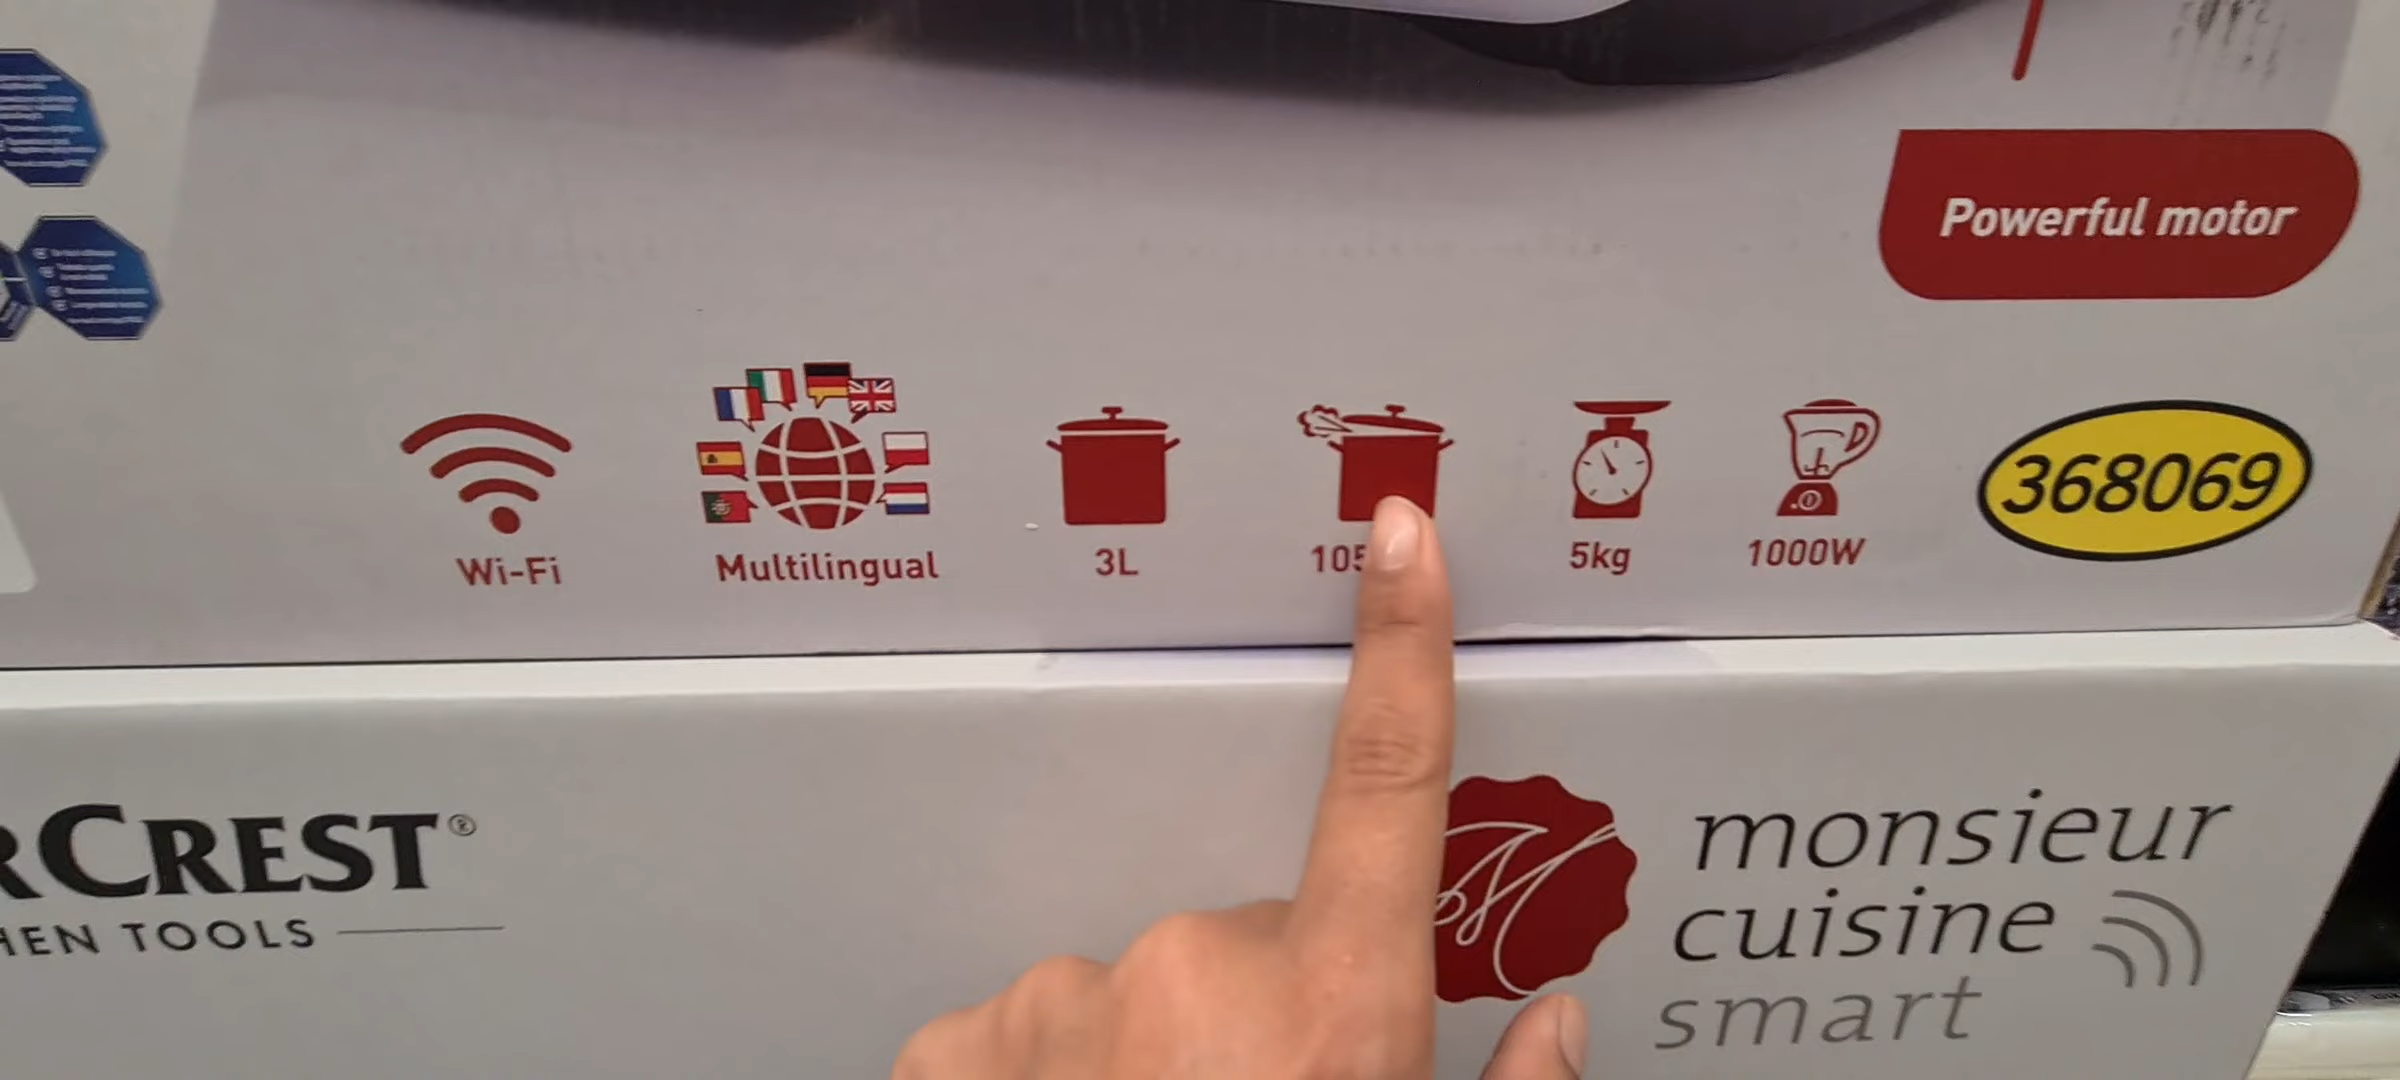 Powerful motor
Wi-Fi
Multilingual
3L
105
5kg
1000W
368069
RCREST®
HEN TOOLS
monsieur
cuisine
smart